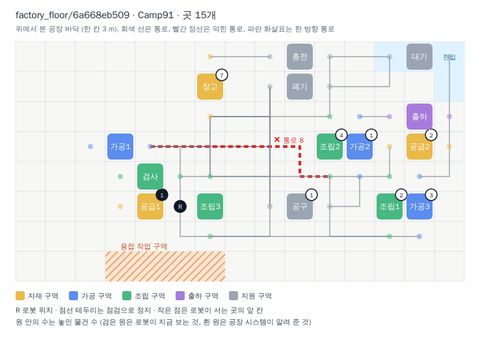 factory_floor/6a668eb509 · Camp91 · 곳 15개
위에서 본 공장 바닥 (한 칸 3 m). 회색 선은 통로, 빨간 점선은 막힌 통로, 파란 화살표는 한 방향 통로
충전
대기
전입
창고
7
폐기
출하
✕ 통로 8
가공1
조립2
4
가공2
1
공급2
2
검사
공급1
1
R
조립3
공구
1
조립1
2
가공3
3
용접 작업 구역
자재 구역
가공 구역
조립 구역
출하 구역
지원 구역
R 로봇 위치 · 점선 테두리는 점검으로 정지 · 작은 점은 로봇이 서는 곳의 앞 칸
원 안의 수는 놓인 물건 수 (검은 원은 로봇이 지금 보는 것, 흰 원은 공장 시스템이 알려 준 것)